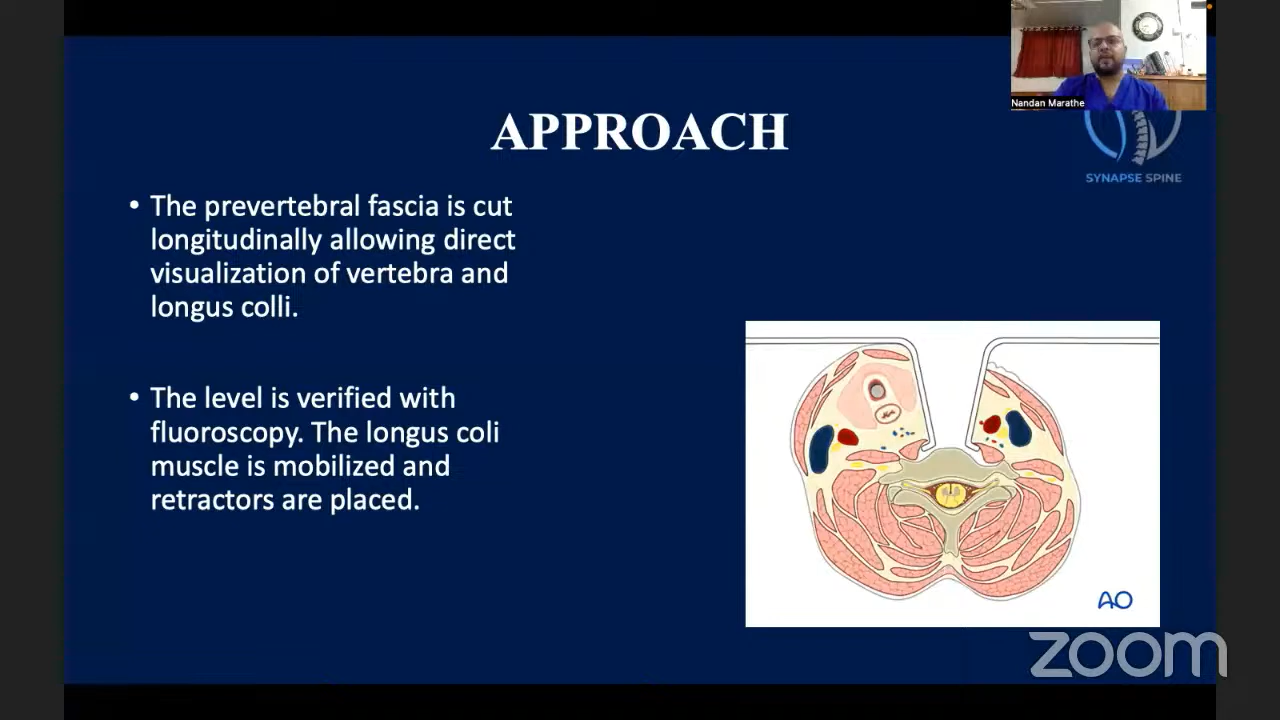 Nandan Marathe
APPROACH
SYNAPSE SPINE
• The prevertebral fascia is cut
longitudinally allowing direct
visualization of vertebra and
longus colli.
• The level is verified with
fluoroscopy. The longus coli
muscle is mobilized and
retractors are placed.
AO
zoom